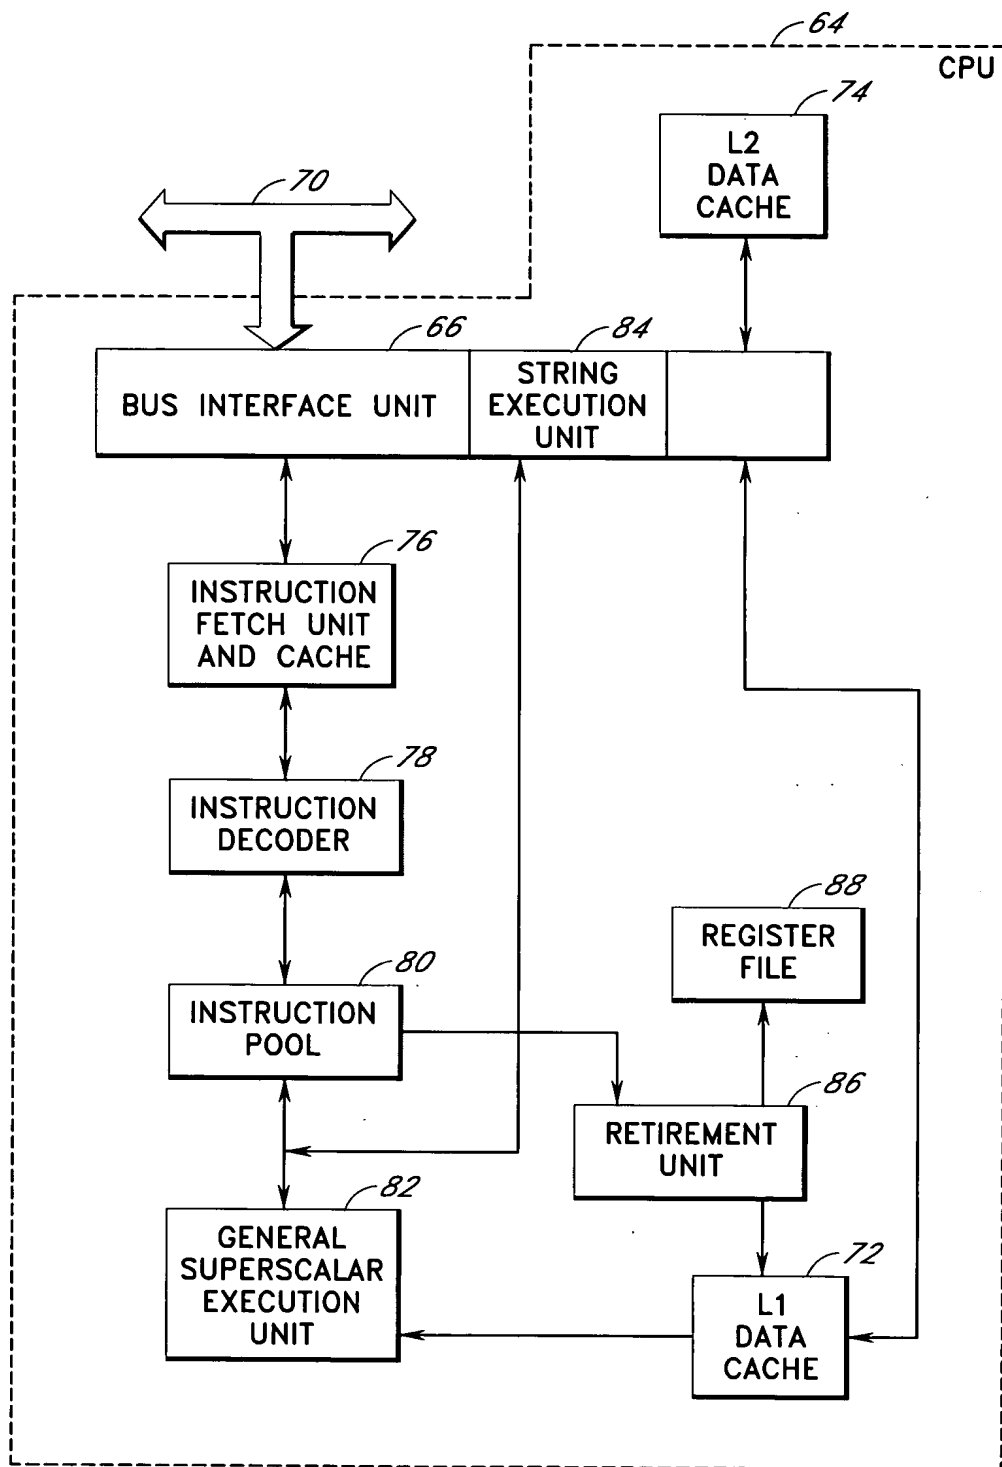 64
CPU
74
L2
DATA
CACHE
70
66
84
BUS INTERFACE UNIT
STRING
EXECUTION
UNIT
76
INSTRUCTION
FETCH UNIT
AND CACHE
78
INSTRUCTION
DECODER
88
REGISTER
FILE
80
INSTRUCTION
POOL
86
RETIREMENT
UNIT
82
GENERAL
SUPERSCALAR
EXECUTION
UNIT
72
L1
DATA
CACHE